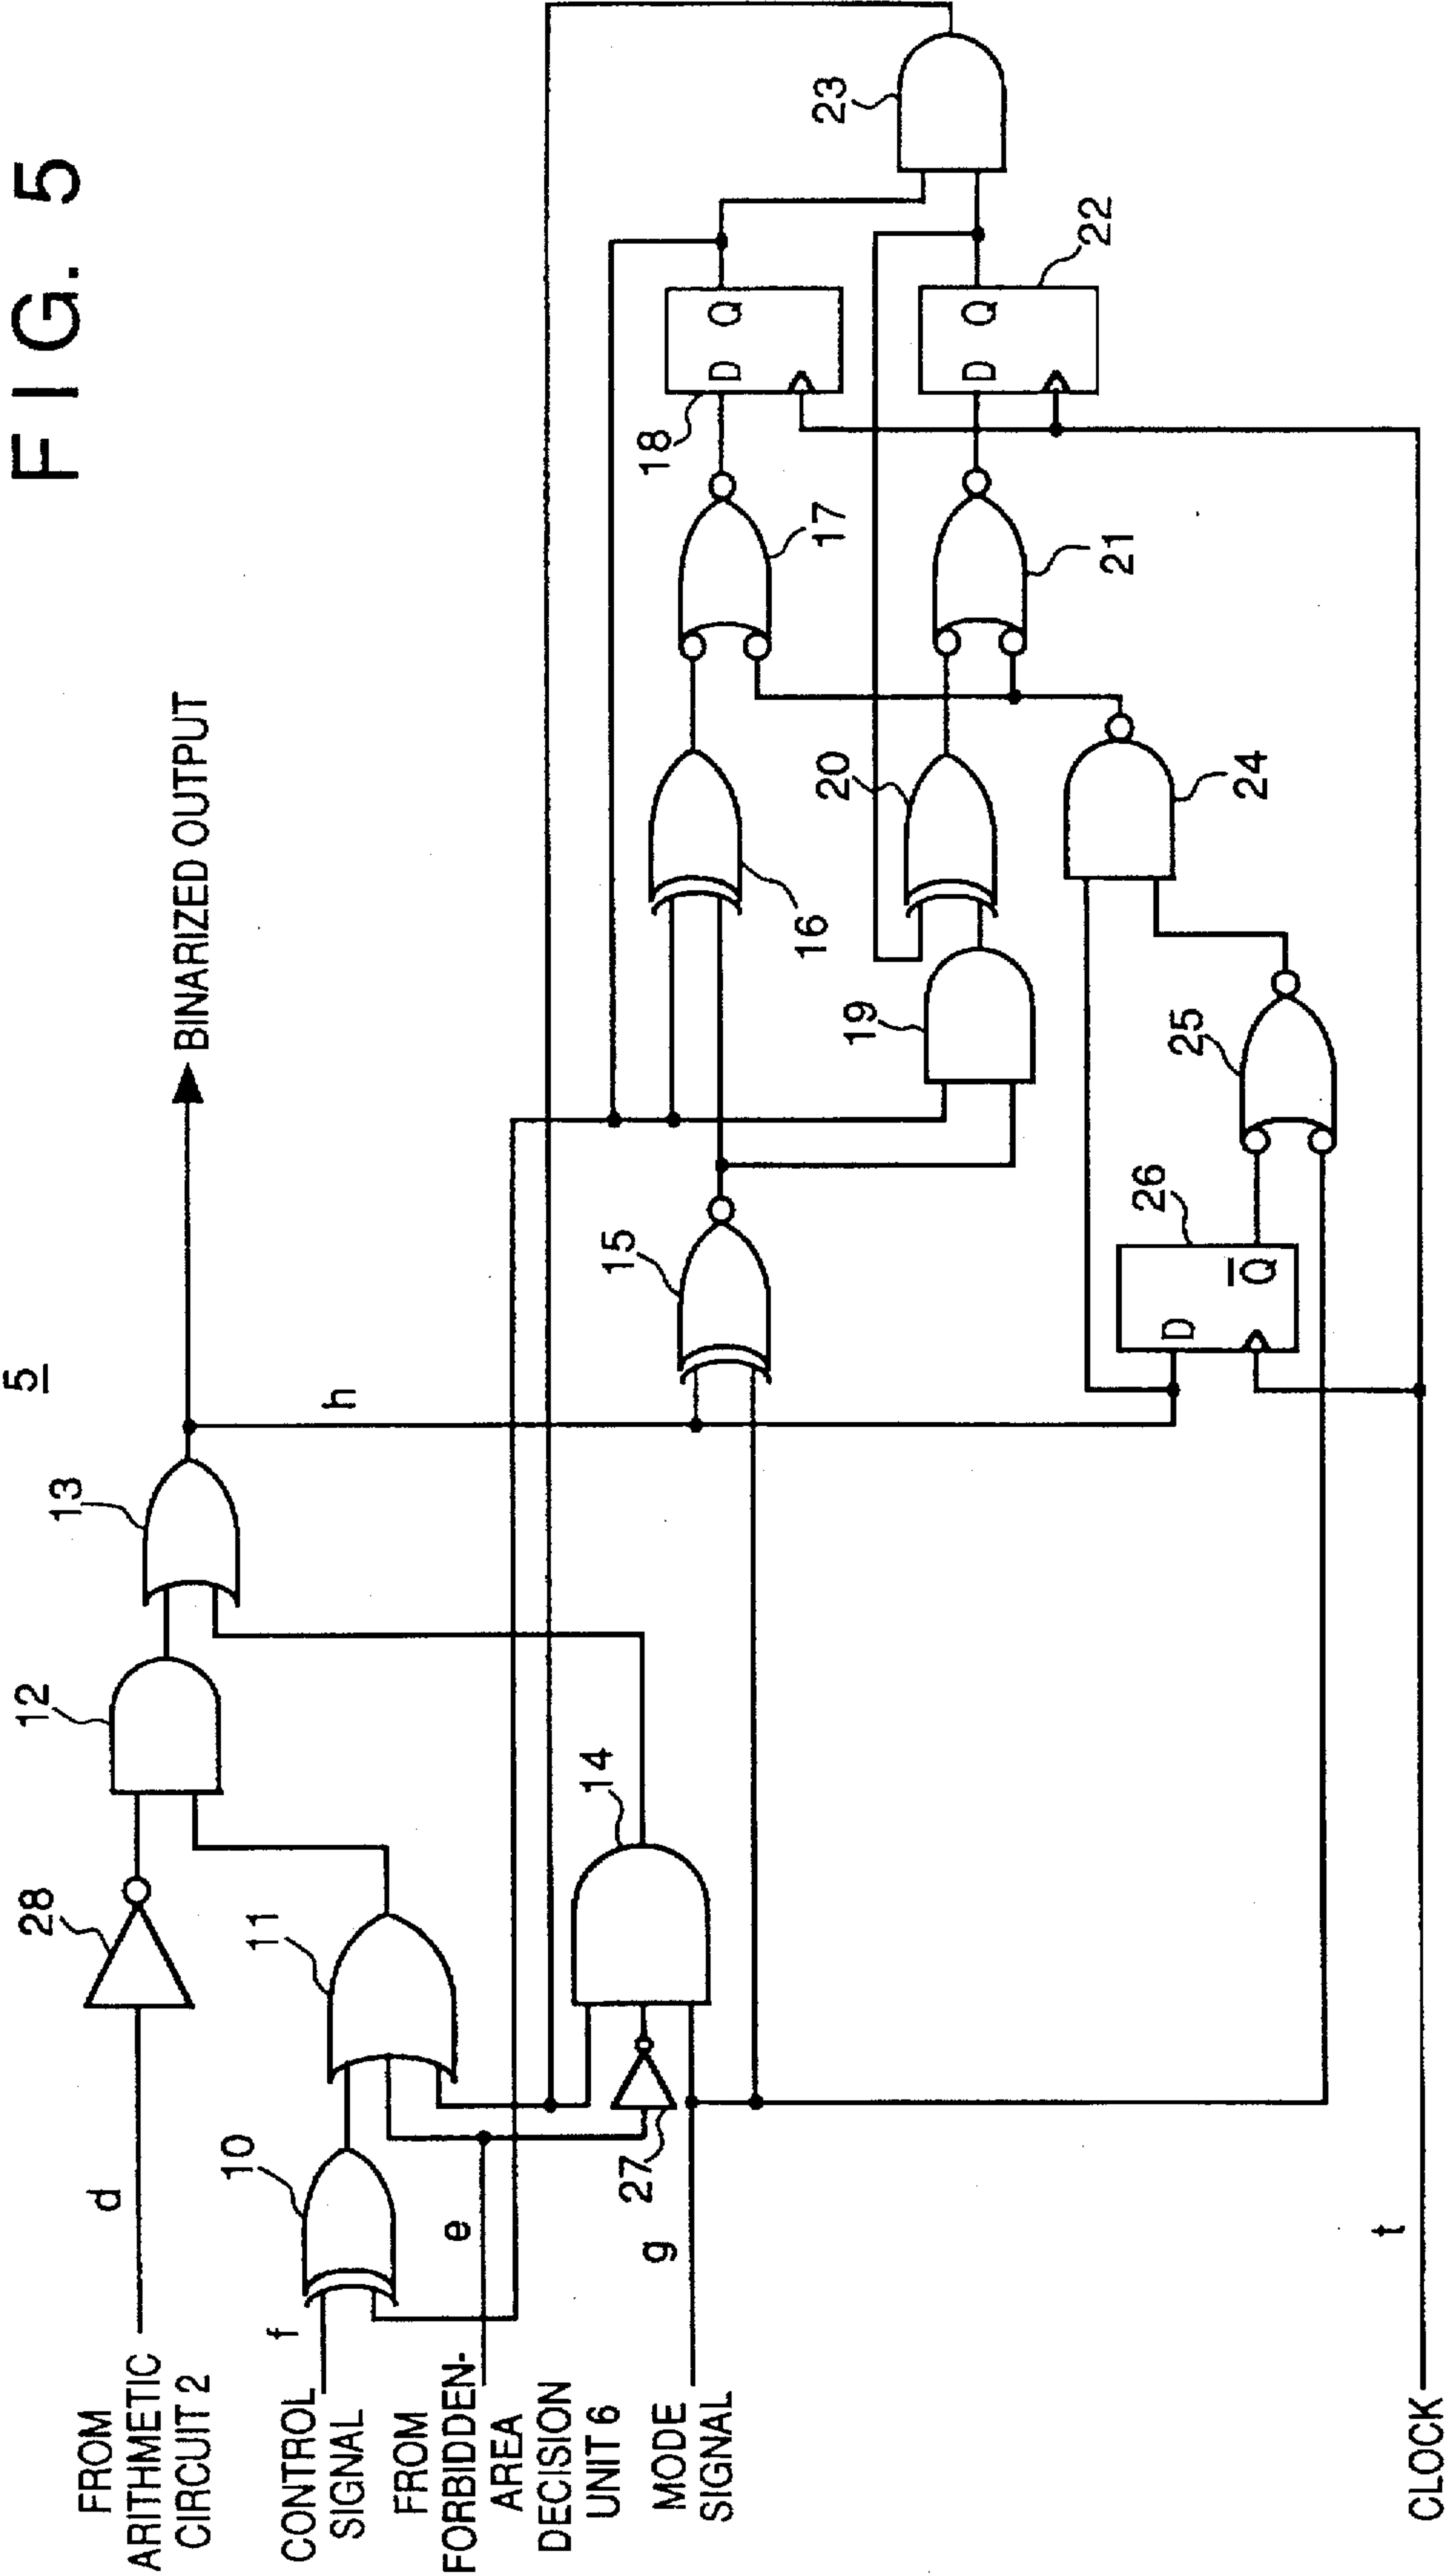 FIG. 5
5
FROM
ARITHMETIC
CIRCUIT 2
d
28
12
13
BINARIZED OUTPUT
h
CONTROL
SIGNAL
f
10
11
FROM
FORBIDDEN-
AREA
DECISION
UNIT 6
e
27
14
MODE
SIGNAL
g
15
16
17
18
D Q
19
20
21
22
D Q
23
24
25
26
D Q̅
CLOCK
t